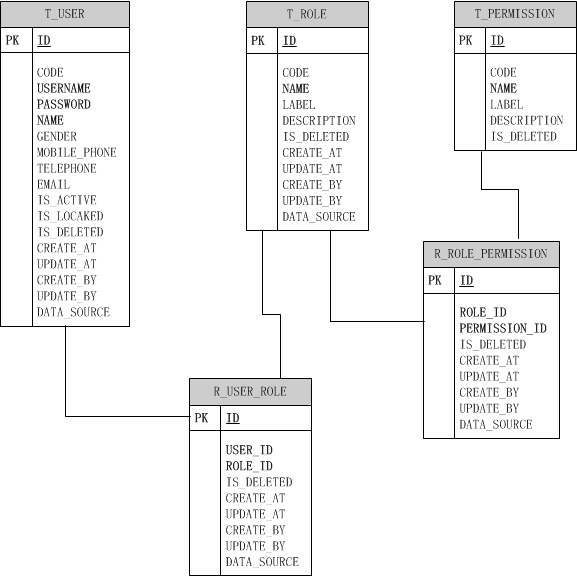 T_USER
PK ID
CODE
USERNAME
PASSWORD
NAME
GENDER
MOBILE_PHONE
TELEPHONE
EMAIL
IS_ACTIVE
IS_LOCAKED
IS_DELETED
CREATE_AT
UPDATE_AT
CREATE_BY
UPDATE_BY
DATA_SOURCE
T_ROLE
PK ID
CODE
NAME
LABEL
DESCRIPTION
IS_DELETED
CREATE_AT
UPDATE_AT
CREATE_BY
UPDATE_BY
DATA_SOURCE
T_PERMISSION
PK ID
CODE
NAME
LABEL
DESCRIPTION
IS_DELETED
R_ROLE_PERMISSION
PK ID
ROLE_ID
PERMISSION_ID
IS_DELETED
CREATE_AT
UPDATE_AT
CREATE_BY
UPDATE_BY
DATA_SOURCE
R_USER_ROLE
PK ID
USER_ID
ROLE_ID
IS_DELETED
CREATE_AT
UPDATE_AT
CREATE_BY
UPDATE_BY
DATA_SOURCE